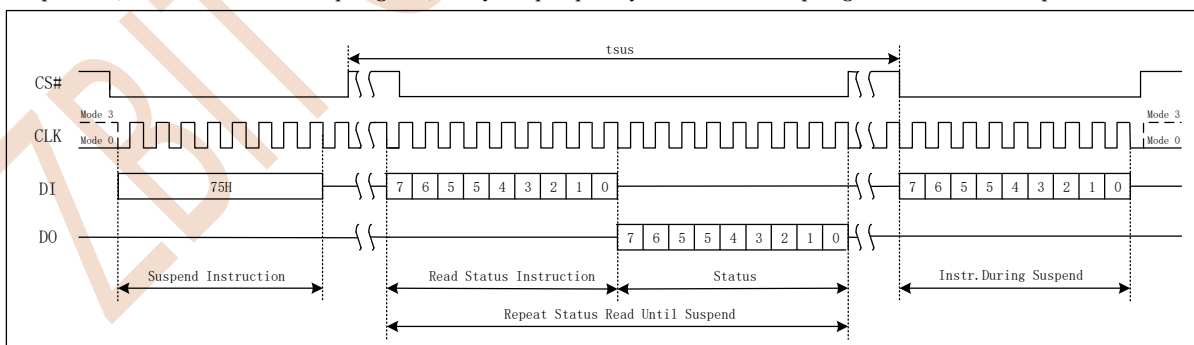 tsus
CS#
Mode 3
CLK
Mode 0
Mode 3
Mode 0
DI
75H
7 6 5 5 4 3 2 1 0
7 6 5 5 4 3 2 1 0
DO
7 6 5 5 4 3 2 1 0
Suspend Instruction
Read Status Instruction
Status
Instr.During Suspend
Repeat Status Read Until Suspend
ZBIT